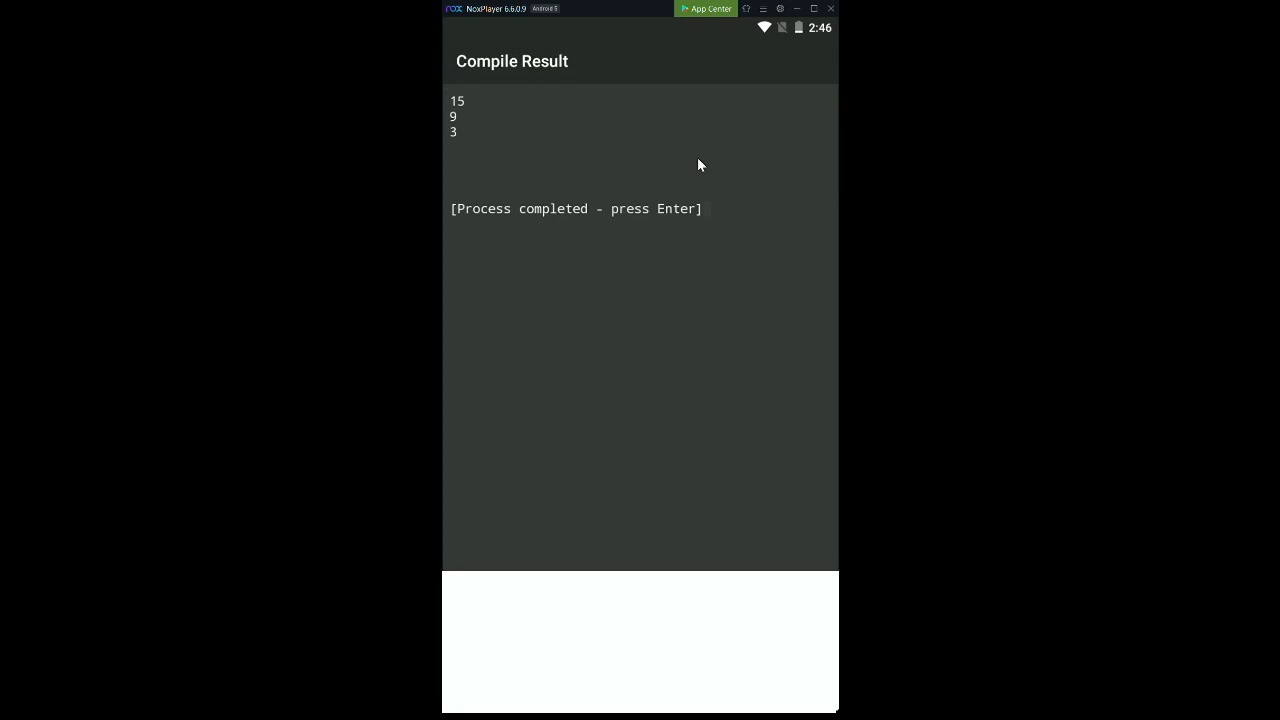 nox NoxPlayer 6.6.0.9 Android 5 App Center
2:46
Compile Result
15
9
3
[Process completed - press Enter]